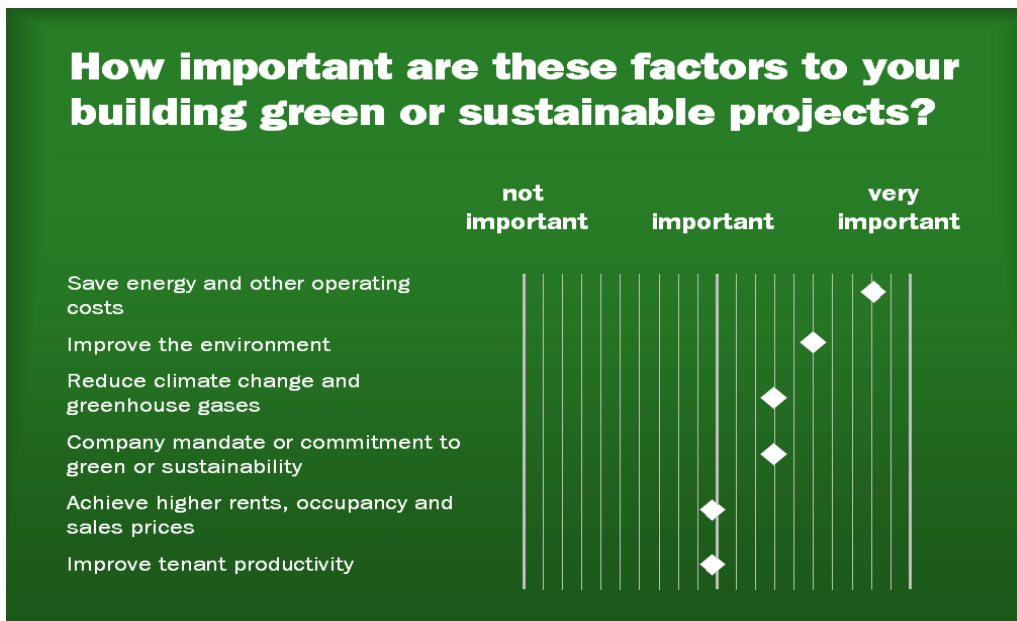 How important are these factors to your
building green or sustainable projects?
not
important
important
very
important
Save energy and other operating
costs
Improve the environment
Reduce climate change and
greenhouse gases
Company mandate or commitment to
green or sustainability
Achieve higher rents, occupancy and
sales prices
Improve tenant productivity